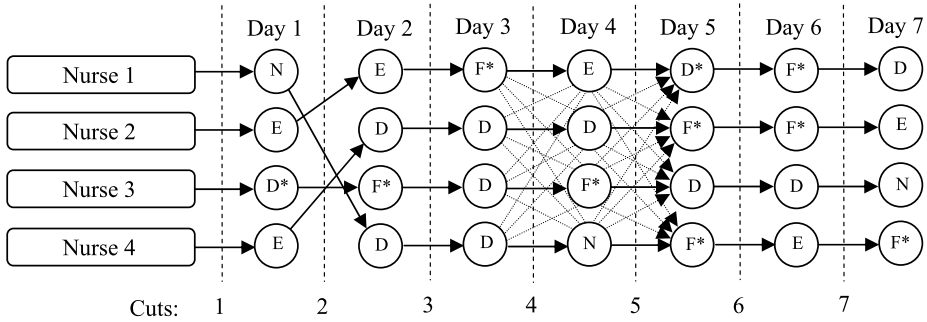 Day 1 Day 2 Day 3 Day 4 Day 5 Day 6 Day 7
Nurse 1 N E F* E D* F* D
Nurse 2 E D D D F* F* E
Nurse 3 D* F* D F* D D N
Nurse 4 E D D N F* E F*
Cuts: 1 2 3 4 5 6 7